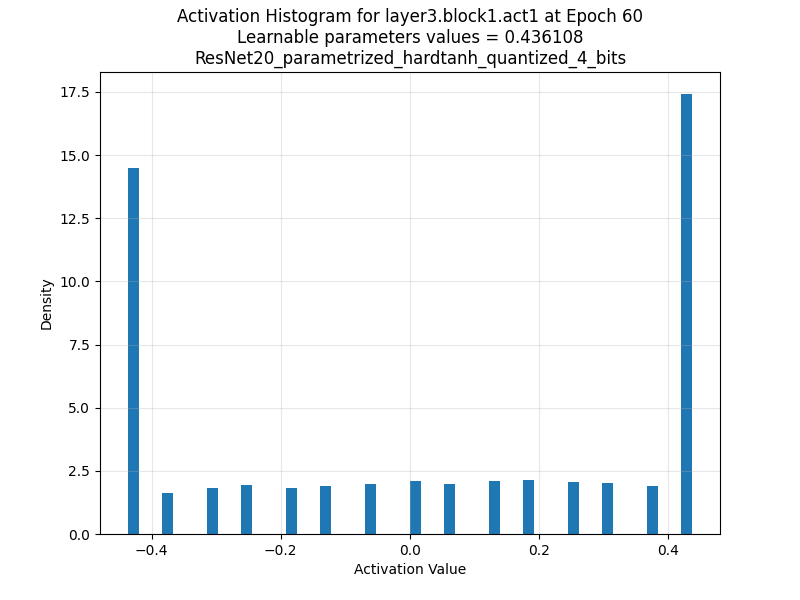 Activation Histogram for layer3.block1.act1 at Epoch 60
Learnable parameters values = 0.436108
ResNet20_parametrized_hardtanh_quantized_4_bits
17.5
15.0
12.5
10.0
7.5
5.0
2.5
0.0
Density
−0.4
−0.2
0.0
0.2
0.4
Activation Value